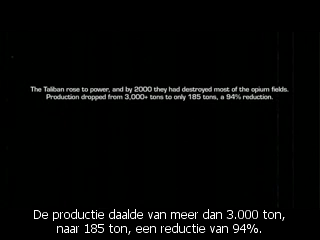 The Taliban rose to power, and by 2000 they had destroyed most of the opium fields.
Production dropped from 3,000+ tons to only 185 tons, a 94% reduction.
De productie daalde van meer dan 3.000 ton,
naar 185 ton, een reductie van 94%.